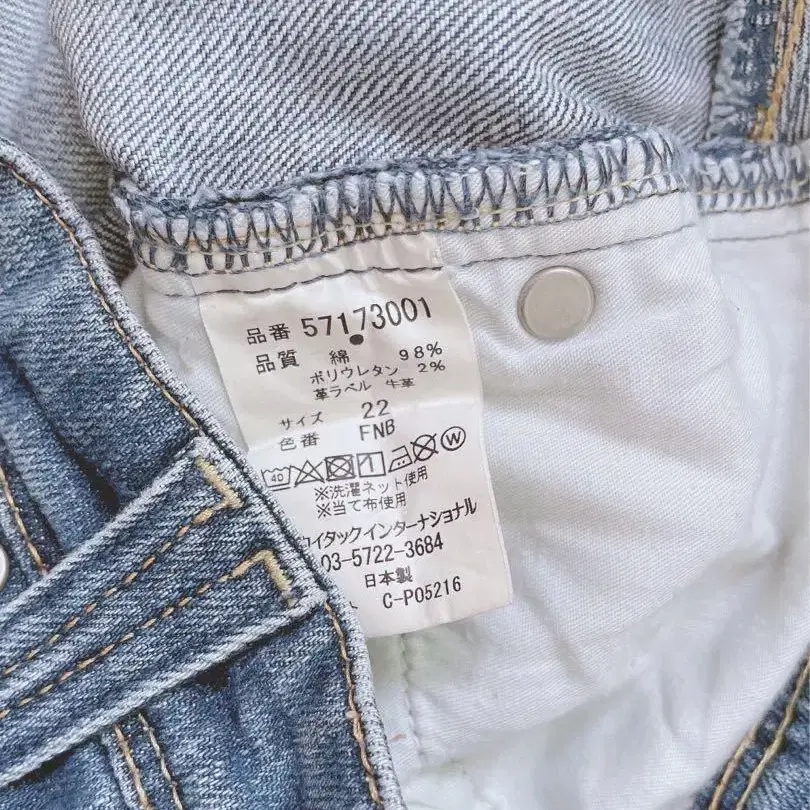 品番 57173001
品質 綿 98%
ポリウレタン 2%
革ラベル 牛革
サイズ 22
色番 FNB
40 1 W
※洗濯ネット使用
※当て布使用
コイタックインターナショナル
03-5722-3684
日本製
C-P05216